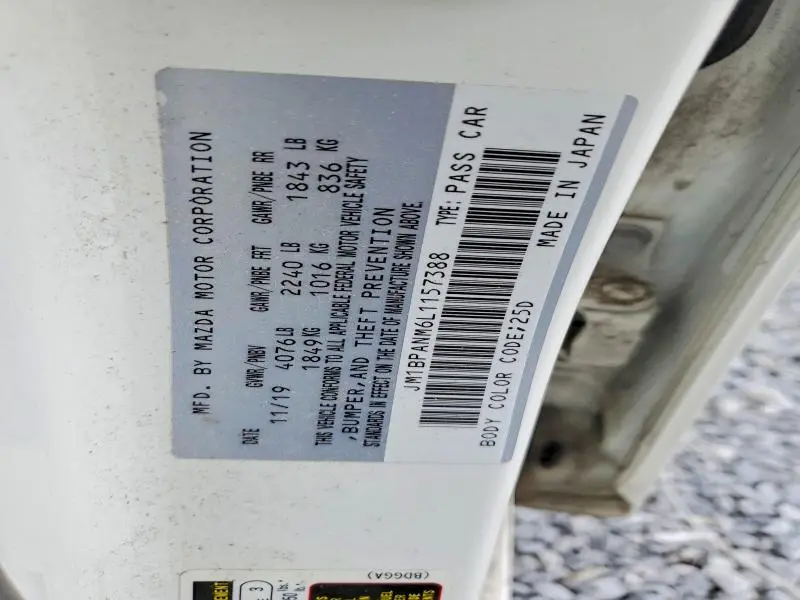 MFD. BY MAZDA MOTOR CORPORATION
DATE GVWR/PNBV GAWR/PNBE FRT GAWR/PNBE RR
11/19 4076LB 2240 LB 1843 LB
1849KG 1016 KG 836 KG
THIS VEHICLE CONFORMS TO ALL APPLICABLE FEDERAL MOTOR VEHICLE SAFETY
,BUMPER,AND THEFT PREVENTION
STANDARDS IN EFFECT ON THE DATE OF MANUFACTURE SHOWN ABOVE.
JM1BPANM6L1157388 TYPE: PASS CAR
BODY COLOR CODE;25D MADE IN JAPAN
(BDGGA)